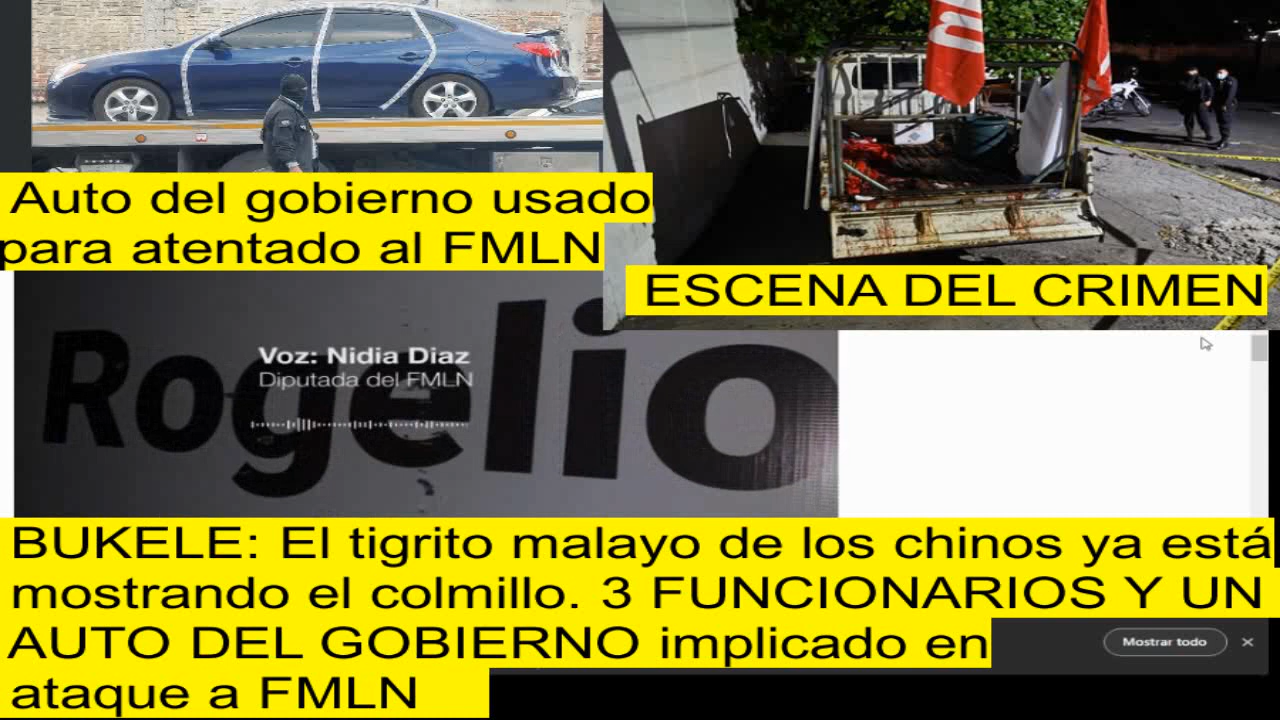 Auto del gobierno usado
para atentado al FMLN
ESCENA DEL CRIMEN
Rogelio
Voz: Nidia Diaz
Diputada del FMLN
BUKELE: El tigrito malayo de los chinos ya está
mostrando el colmillo. 3 FUNCIONARIOS Y UN
AUTO DEL GOBIERNO implicado en
Mostrar todo
ataque a FMLN